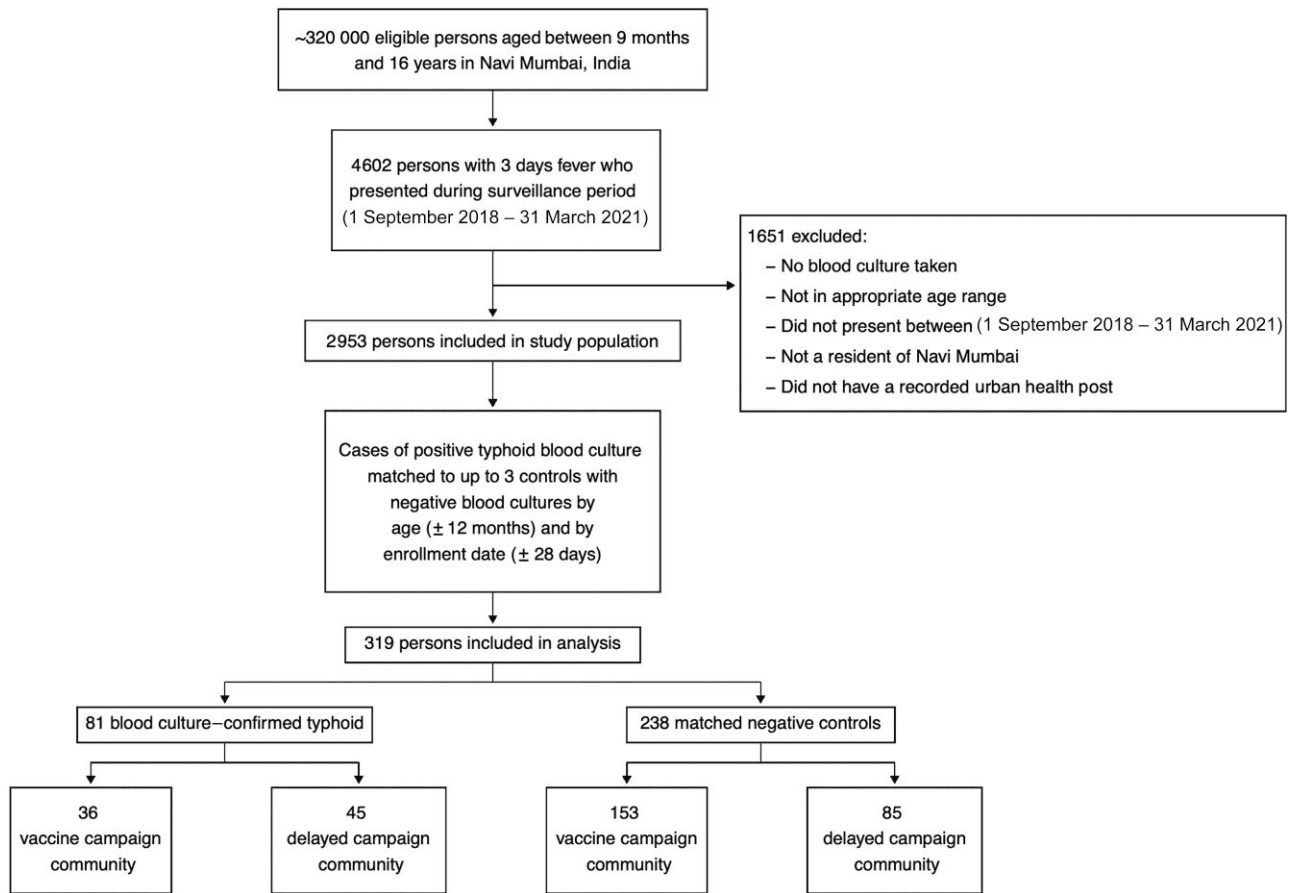 ~320 000 eligible persons aged between 9 months
and 16 years in Navi Mumbai, India
4602 persons with 3 days fever who
presented during surveillance period
(1 September 2018 – 31 March 2021)
1651 excluded:
– No blood culture taken
– Not in appropriate age range
– Did not present between (1 September 2018 – 31 March 2021)
– Not a resident of Navi Mumbai
– Did not have a recorded urban health post
2953 persons included in study population
Cases of positive typhoid blood culture
matched to up to 3 controls with
negative blood cultures by
age (± 12 months) and by
enrollment date (± 28 days)
319 persons included in analysis
81 blood culture–confirmed typhoid
238 matched negative controls
36
vaccine campaign
community
45
delayed campaign
community
153
vaccine campaign
community
85
delayed campaign
community